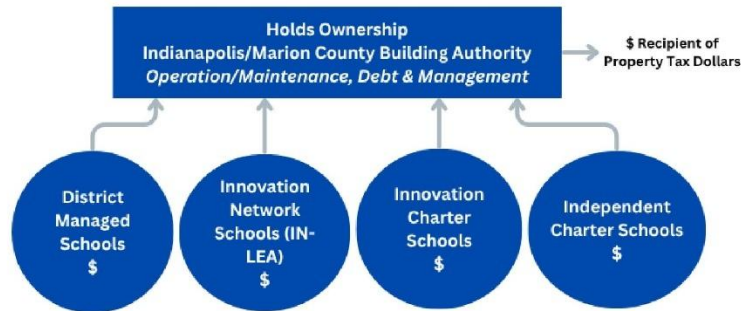 Holds Ownership
Indianapolis/Marion County Building Authority
Operation/Maintenance, Debt & Management
$ Recipient of
Property Tax Dollars
District
Managed
Schools
$
Innovation
Network
Schools (IN-
LEA)
$
Innovation
Charter
Schools
$
Independent
Charter Schools
$